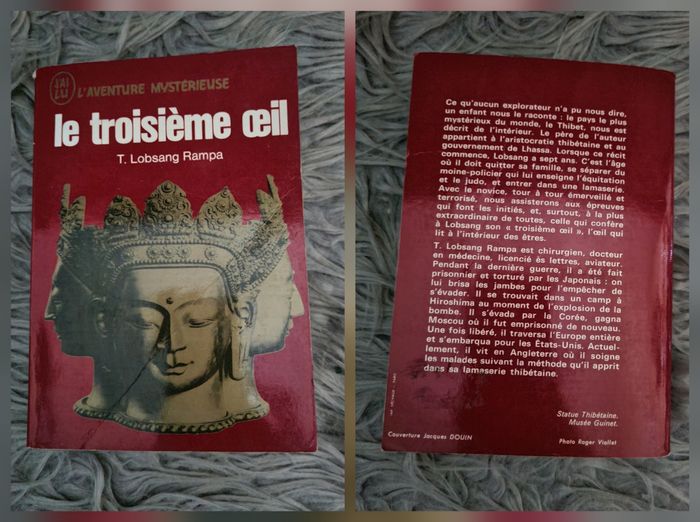 J'AI
LU
L'AVENTURE MYSTÉRIEUSE
le troisième œil
T. Lobsang Rampa
Ce qu'aucun explorateur n'a pu nous dire,
un enfant nous le raconte : le pays le plus
mystérieux du monde, le Thibet, nous est
décrit de l'intérieur. Le père de l'auteur
appartient à l'aristocratie thibétaine et au
gouvernement de Lhassa. Lorsque ce récit
commence, Lobsang a sept ans. C'est l'âge
où il doit quitter sa famille, se séparer du
moine-policier qui lui enseigne l'équitation
et le judo, et entrer dans une lamaserie.
Avec le novice, tour à tour émerveillé et
terrorisé, nous assisterons aux épreuves
qui font les initiés, et, surtout, à la plus
extraordinaire de toutes, celle qui confère
à Lobsang son « troisième œil », l'œil qui
lit à l'intérieur des êtres.
T. Lobsang Rampa est chirurgien, docteur
en médecine, licencié ès lettres, aviateur.
Pendant la dernière guerre, il a été fait
prisonnier et torturé par les Japonais : on
lui brisa les jambes pour l'empêcher de
s'évader. Il se trouvait dans un camp à
Hiroshima au moment de l'explosion de la
bombe. Il s'évada par la Corée, gagna
Moscou où il fut emprisonné de nouveau.
Une fois libéré, il traversa l'Europe entière
et s'embarqua pour les États-Unis. Actuel-
lement, il vit en Angleterre où il soigne
les malades suivant la méthode qu'il apprit
dans sa lamaserie thibétaine.
Statue Thibétaine.
Musée Guinet.
Couverture Jacques DOUIN
Photo Roger Viollet